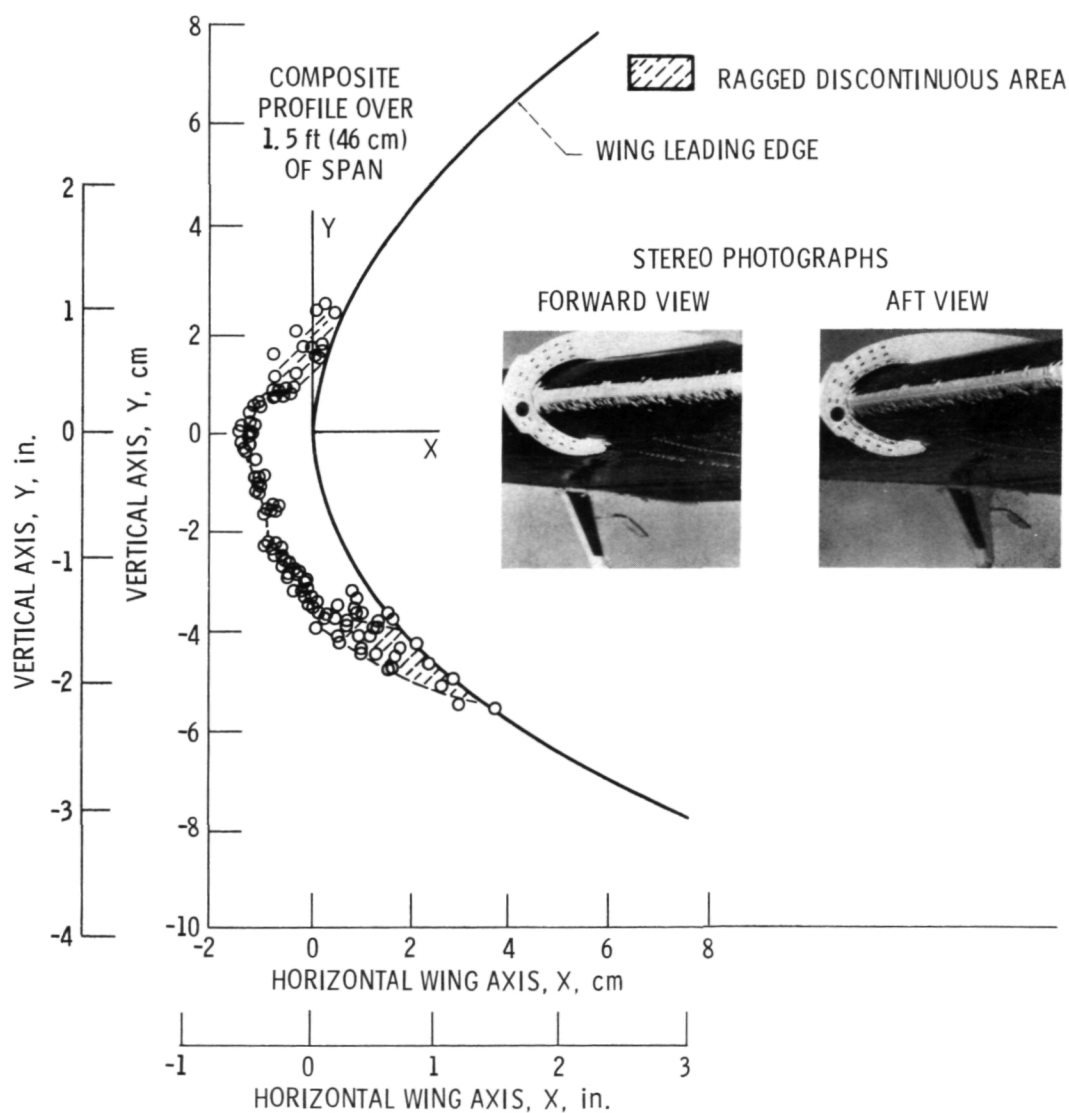 8
6
4
2
0
-2
-4
-6
-8
-10
VERTICAL AXIS, Y, cm
2
1
0
-1
-2
-3
-4
VERTICAL AXIS, Y, in.
COMPOSITE
PROFILE OVER
1.5 ft (46 cm)
OF SPAN
Y
X
RAGGED DISCONTINUOUS AREA
WING LEADING EDGE
STEREO PHOTOGRAPHS
FORWARD VIEW
AFT VIEW
-2 0 2 4 6 8
HORIZONTAL WING AXIS, X, cm
-1 0 1 2 3
HORIZONTAL WING AXIS, X, in.